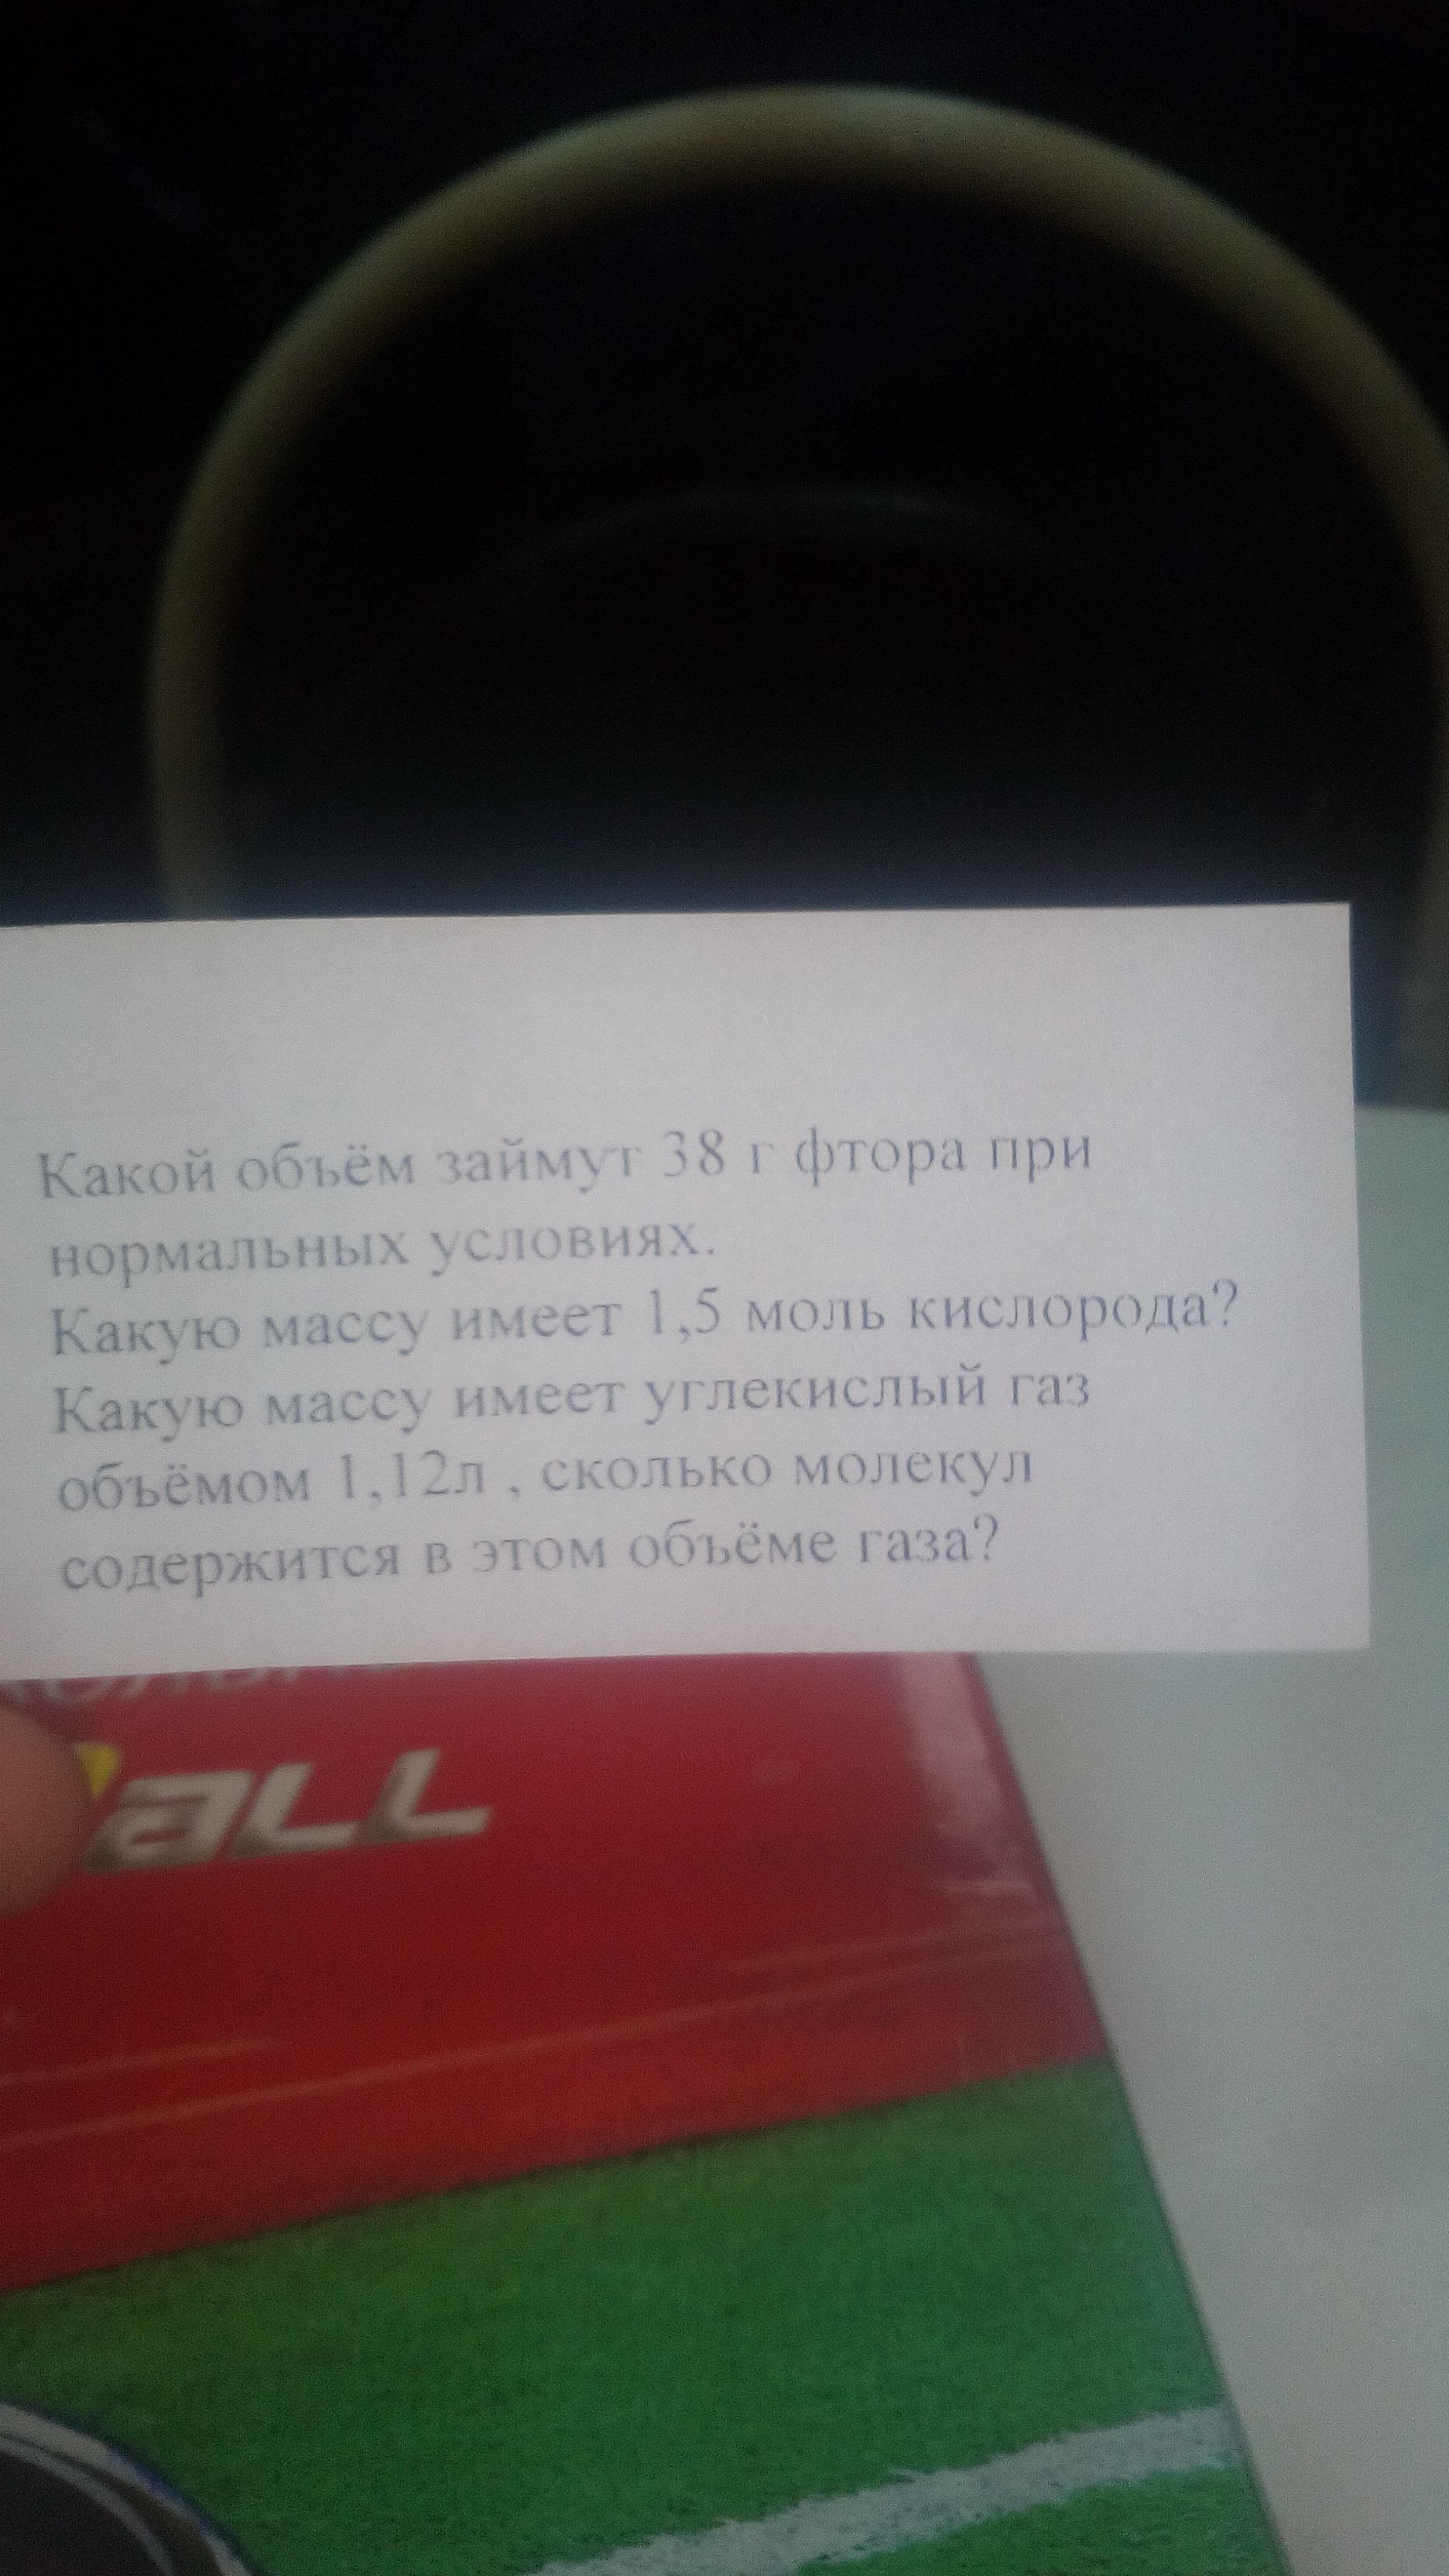 Какой объём займут 38 г фтора при
нормальных условиях.
Какую массу имеет 1,5 моль кислорода?
Какую массу имеет углекислый газ
объёмом 1,12л , сколько молекул
содержится в этом объёме газа?
ALL